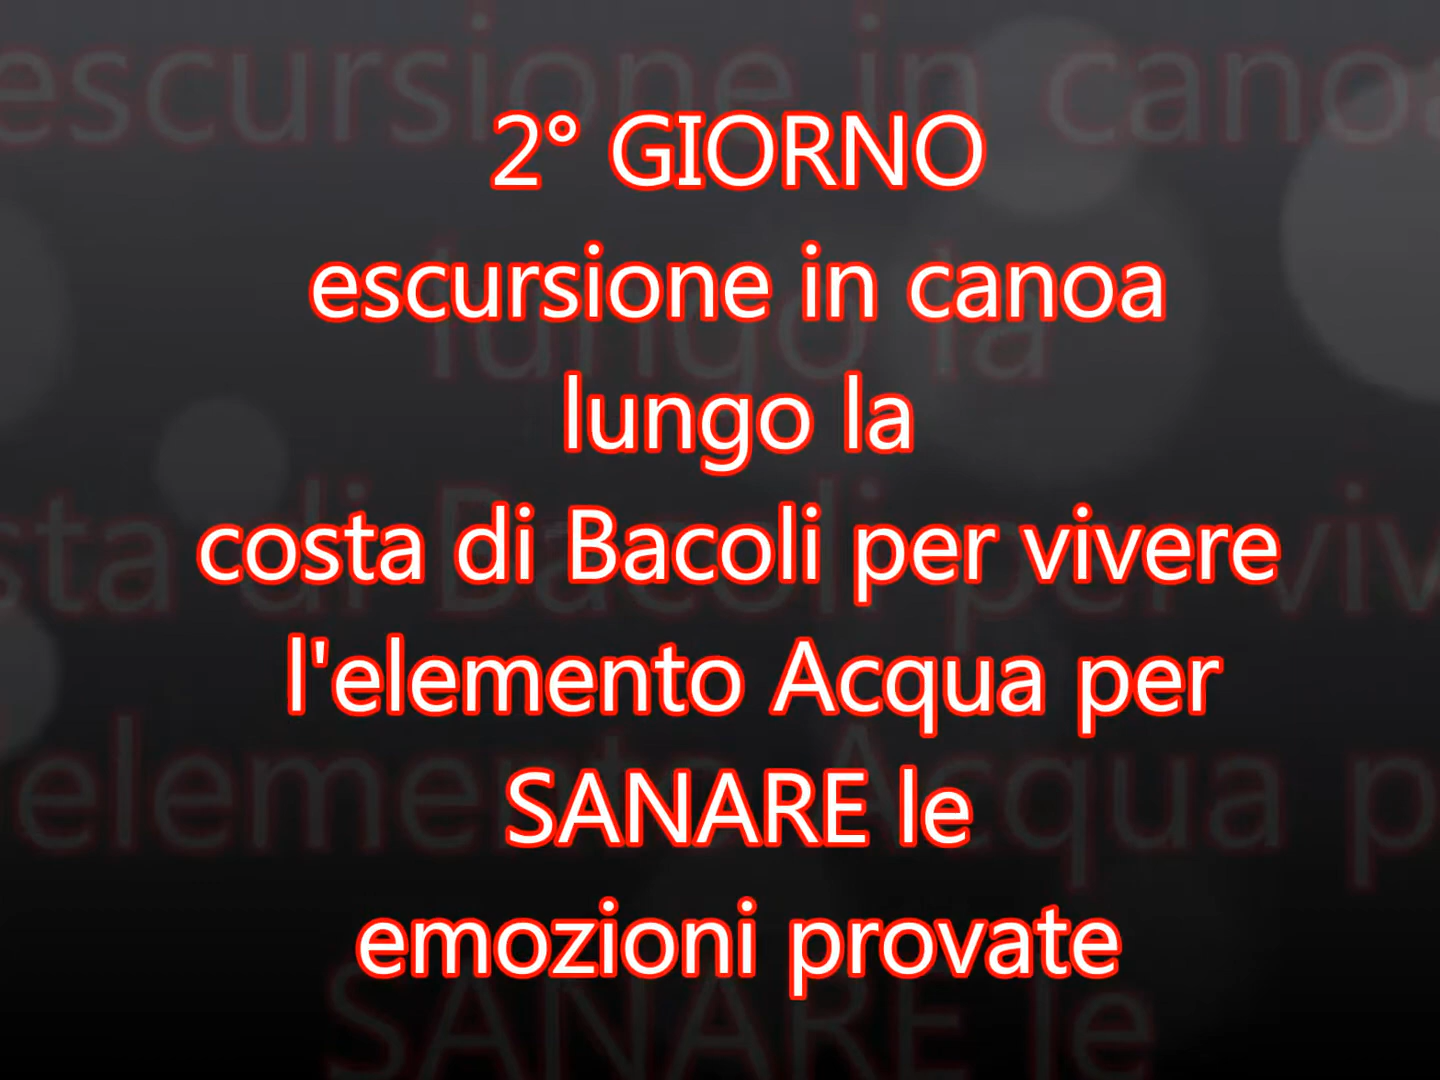 2° GIORNO
escursione in canoa
lungo la
costa di Bacoli per vivere
l'elemento Acqua per
SANARE le
emozioni provate